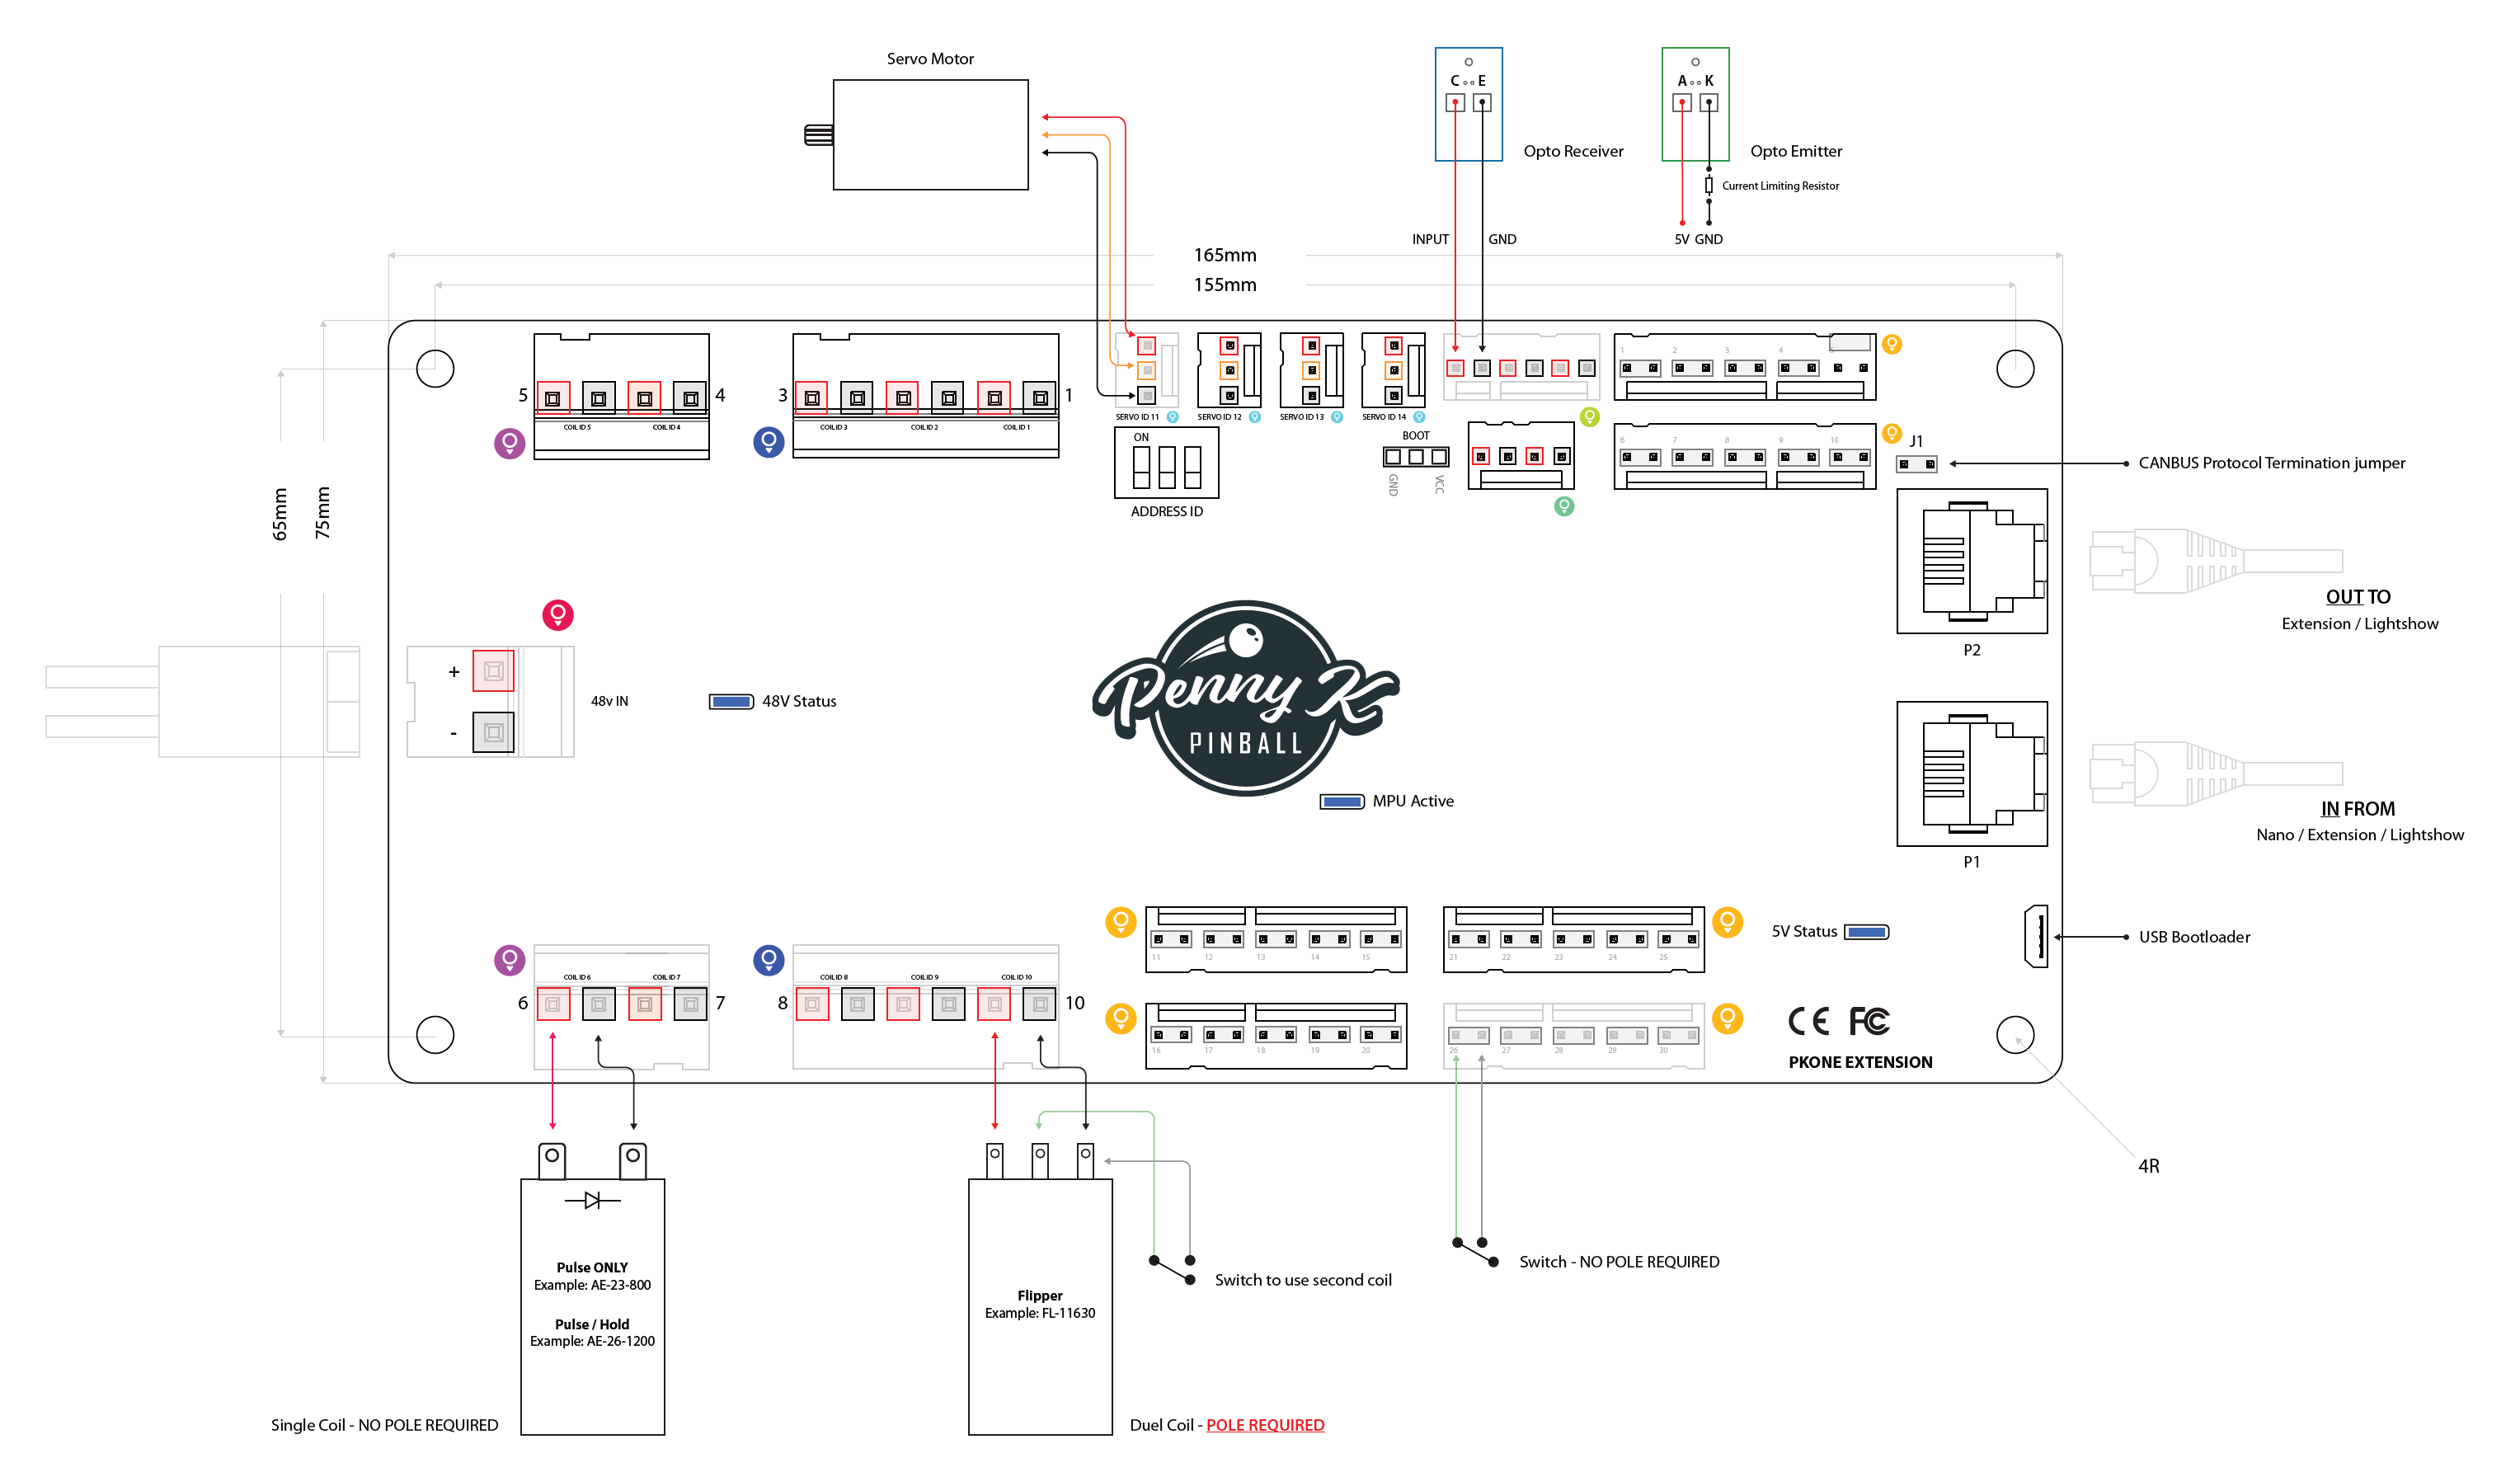 Servo Motor
C E
A K
Opto Receiver
Opto Emitter
Current Limiting Resistor
INPUT
GND
5V GND
165mm
155mm
65mm
75mm
5
4
COIL ID 5
COIL ID 4
3
1
COIL ID 3
COIL ID 2
COIL ID 1
SERVO ID 11
SERVO ID 12
SERVO ID 13
SERVO ID 14
1 2 3 4 5
6 7 8 9 10
ON
ADDRESS ID
BOOT
GND
VCC
J1
CANBUS Protocol Termination jumper
OUT TO
Extension / Lightshow
P2
+
-
48v IN
48V Status
Penny K
PINBALL
MPU Active
IN FROM
Nano / Extension / Lightshow
P1
5V Status
USB Bootloader
11 12 13 14 15
21 22 23 24 25
COIL ID 6
COIL ID 7
6
7
COIL ID 8
COIL ID 9
COIL ID 10
8
10
16 17 18 19 20
26 27 28 29 30
CE FC
PKONE EXTENSION
4R
Pulse ONLY
Example: AE-23-800
Pulse / Hold
Example: AE-26-1200
Flipper
Example: FL-11630
Switch to use second coil
Switch - NO POLE REQUIRED
Single Coil - NO POLE REQUIRED
Duel Coil - POLE REQUIRED